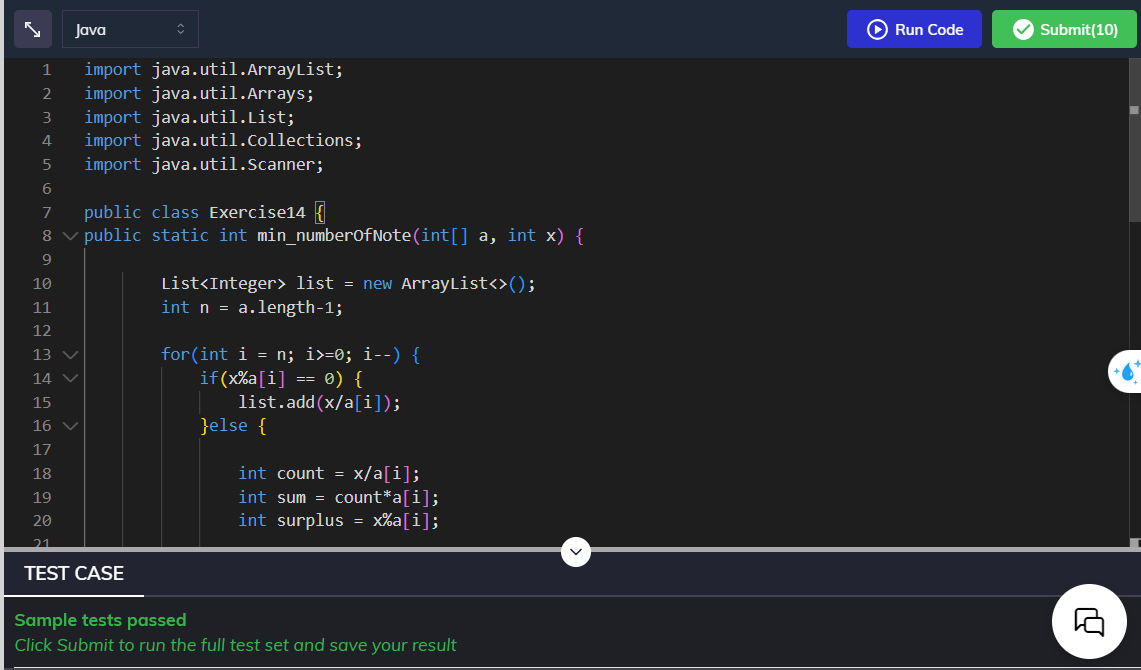 Java
Run Code
Submit(10)
1 import java.util.ArrayList;
2 import java.util.Arrays;
3 import java.util.List;
4 import java.util.Collections;
5 import java.util.Scanner;
6
7 public class Exercise14 {
8 public static int min_numberOfNote(int[] a, int x) {
9
10 List<Integer> list = new ArrayList<>();
11 int n = a.length-1;
12
13 for(int i = n; i>=0; i--) {
14 if(x%a[i] == 0) {
15 list.add(x/a[i]);
16 }else {
17
18 int count = x/a[i];
19 int sum = count*a[i];
20 int surplus = x%a[i];
21
TEST CASE
Sample tests passed
Click Submit to run the full test set and save your result